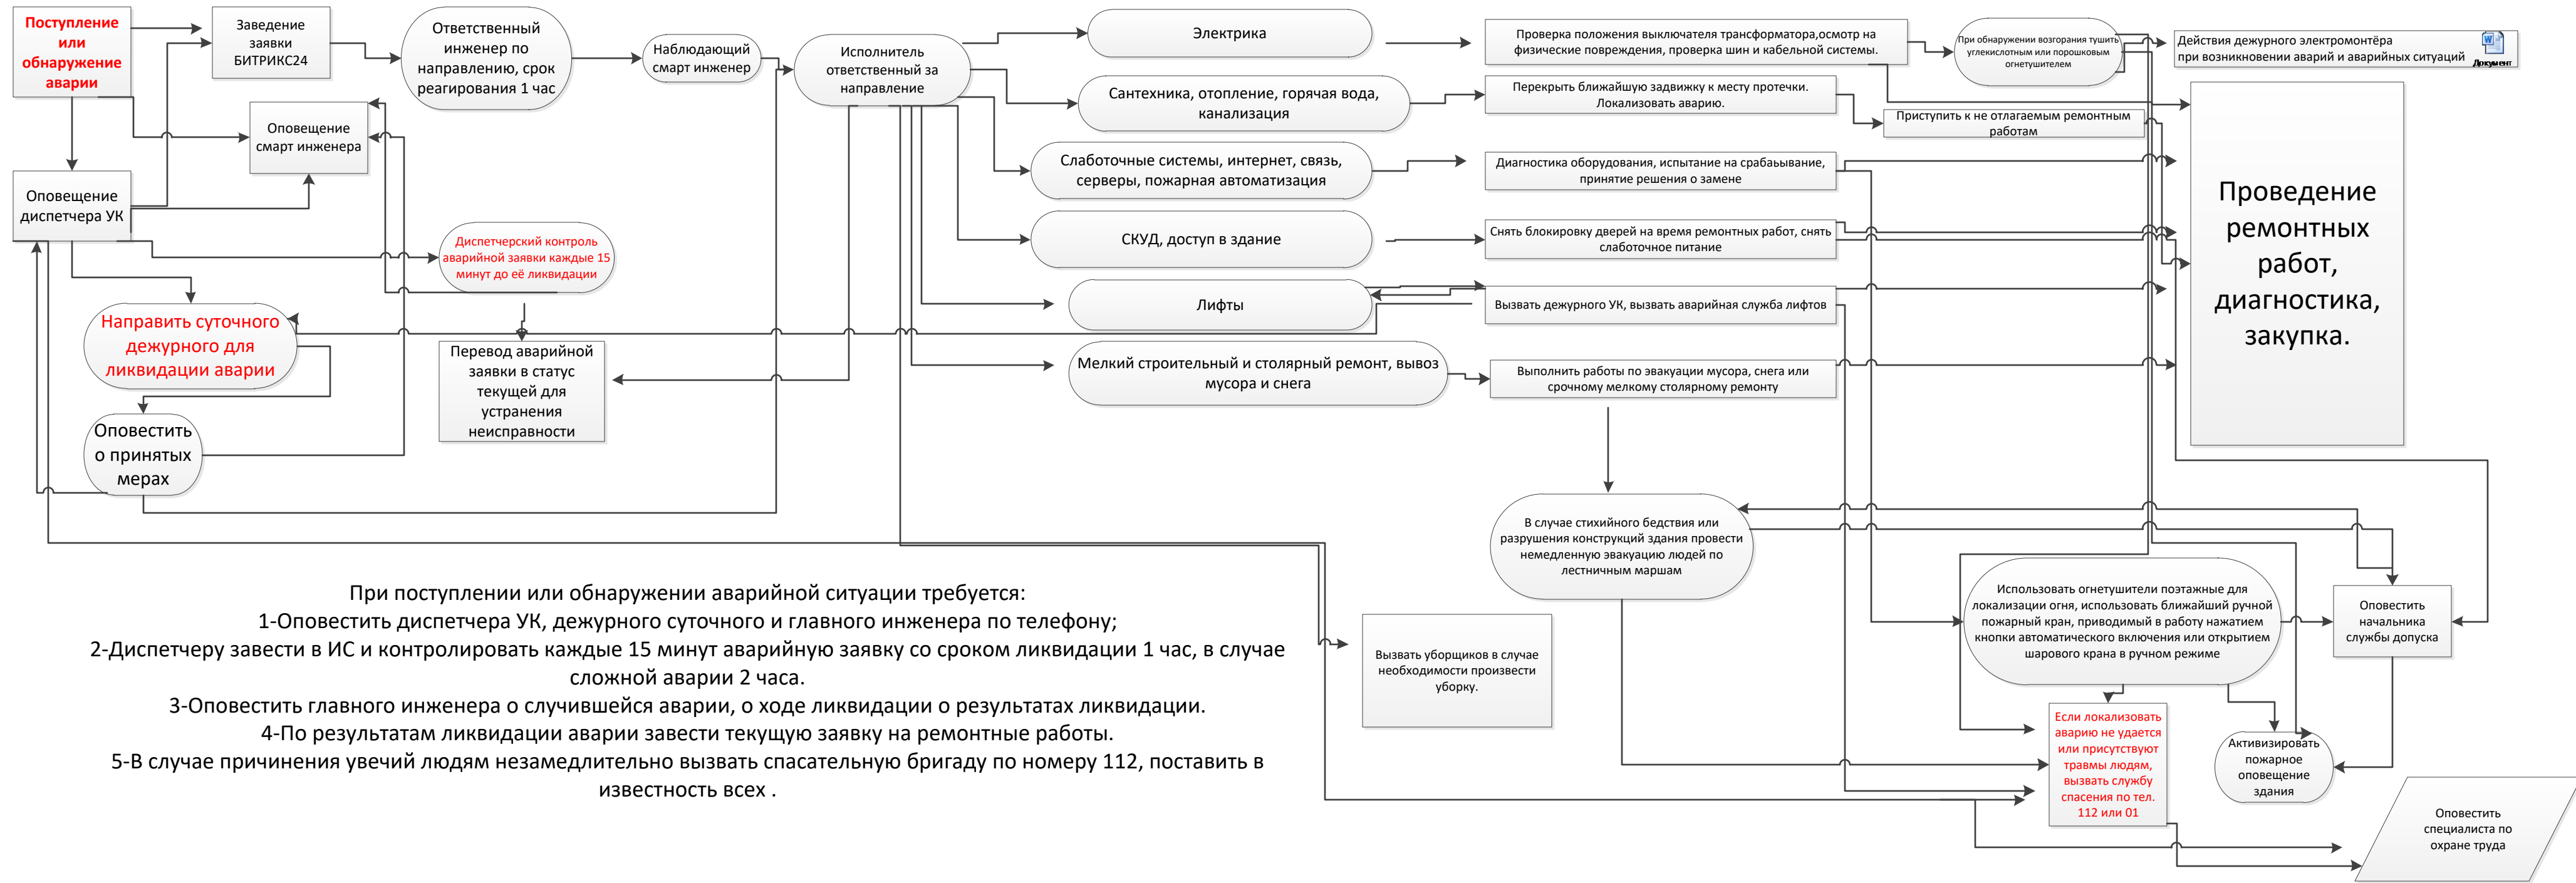 Поступление
или
обнаружение
аварии
Заведение
заявки
БИТРИКС24
Ответственный
инженер по
направлению, срок
реагирования 1 час
Наблюдающий
смарт инженер
Исполнитель
ответственный за
направление
Оповещение
смарт инженера
Оповещение
диспетчера УК
Диспетчерский контроль
аварийной заявки каждые 15
минут до её ликвидации
Направить суточного
дежурного для
ликвидации аварии
Перевод аварийной
заявки в статус
текущей для
устранения
неисправности
Оповестить
о принятых
мерах
Электрика
Сантехника, отопление, горячая вода,
канализация
Слаботочные системы, интернет, связь,
серверы, пожарная автоматизация
СКУД, доступ в здание
Лифты
Мелкий строительный и столярный ремонт, вывоз
мусора и снега
Проверка положения выключателя трансформатора,осмотр на
физические повреждения, проверка шин и кабельной системы.
При обнаружении возгорания тушить
углекислотным или порошковым
огнетушителем
Действия дежурного электромонтёра
при возникновении аварий и аварийных ситуаций
Документ
Перекрыть ближайшую задвижку к месту протечки.
Локализовать аварию.
Приступить к не отлагаемым ремонтным
работам
Диагностика оборудования, испытание на срабаьывание,
принятие решения о замене
Снять блокировку дверей на время ремонтных работ, снять
слаботочное питание
Вызвать дежурного УК, вызвать аварийная служба лифтов
Выполнить работы по эвакуации мусора, снега или
срочному мелкому столярному ремонту
Проведение
ремонтных
работ,
диагностика,
закупка.
В случае стихийного бедствия или
разрушения конструкций здания провести
немедленную эвакуацию людей по
лестничным маршам
Использовать огнетушители поэтажные для
локализации огня, использовать ближайший ручной
пожарный кран, приводимый в работу нажатием
кнопки автоматического включения или открытием
шарового крана в ручном режиме
Оповестить
начальника
службы допуска
Вызвать уборщиков в случае
необходимости произвести
уборку.
Если локализовать
аварию не удается
или присутствуют
травмы людям,
вызвать службу
спасения по тел.
112 или 01
Активизировать
пожарное
оповещение
здания
Оповестить
специалиста по
охране труда
При поступлении или обнаружении аварийной ситуации требуется:
1-Оповестить диспетчера УК, дежурного суточного и главного инженера по телефону;
2-Диспетчеру завести в ИС и контролировать каждые 15 минут аварийную заявку со сроком ликвидации 1 час, в случае
сложной аварии 2 часа.
3-Оповестить главного инженера о случившейся аварии, о ходе ликвидации о результатах ликвидации.
4-По результатам ликвидации аварии завести текущую заявку на ремонтные работы.
5-В случае причинения увечий людям незамедлительно вызвать спасательную бригаду по номеру 112, поставить в
известность всех .